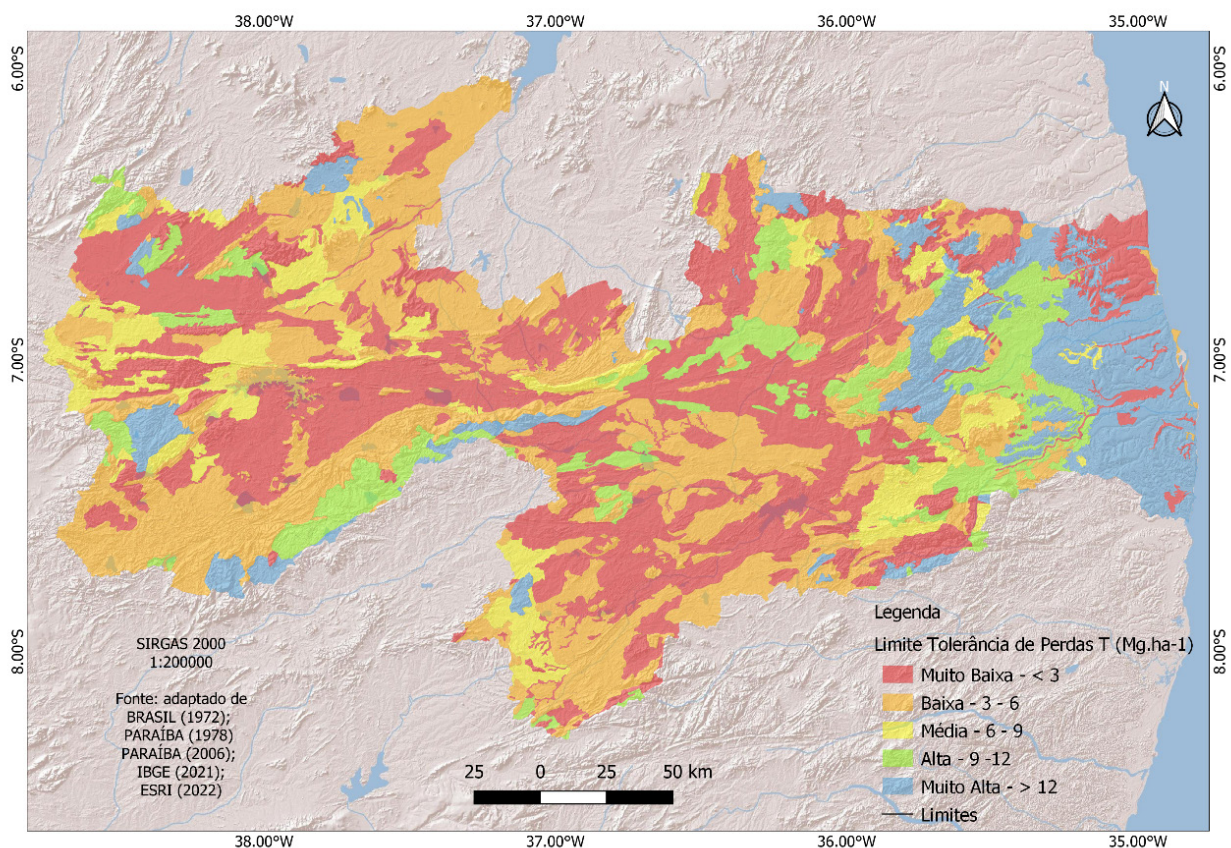 38.00°W 37.00°W 36.00°W 35.00°W
6.00°S 6.00°S
N
7.00°S 7.00°S
8.00°S 8.00°S
SIRGAS 2000
1:200000
Fonte: adaptado de
BRASIL (1972);
PARAÍBA (1978)
PARAÍBA (2006);
IBGE (2021);
ESRI (2022)
25 0 25 50 km
Legenda
Limite Tolerância de Perdas T (Mg.ha-1)
Muito Baixa - < 3
Baixa - 3 - 6
Média - 6 - 9
Alta - 9 -12
Muito Alta - > 12
Limites
38.00°W 37.00°W 36.00°W 35.00°W